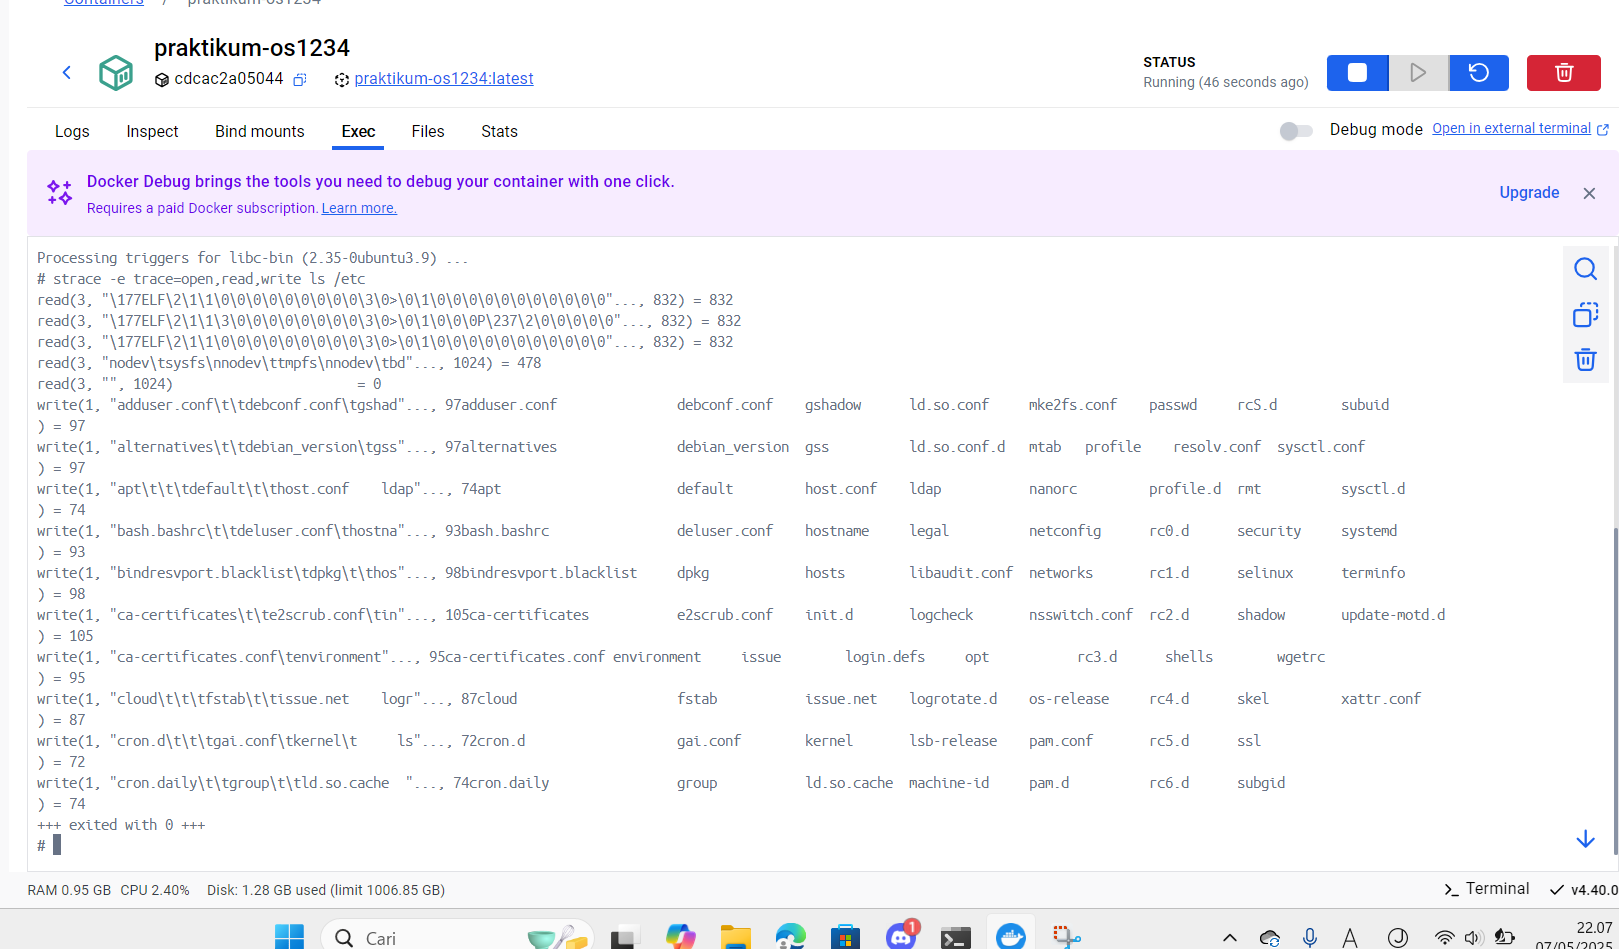 Containers / praktikum-os1234
praktikum-os1234
cdcac2a05044 praktikum-os1234:latest
STATUS
Running (46 seconds ago)
Logs Inspect Bind mounts Exec Files Stats
Debug mode Open in external terminal
Docker Debug brings the tools you need to debug your container with one click.
Requires a paid Docker subscription. Learn more.
Upgrade
Processing triggers for libc-bin (2.35-0ubuntu3.9) ...
# strace -e trace=open,read,write ls /etc
read(3, "\177ELF\2\1\1\0\0\0\0\0\0\0\0\0\3\0>\0\1\0\0\0\0\0\0\0\0\0\0\0"..., 832) = 832
read(3, "\177ELF\2\1\1\3\0\0\0\0\0\0\0\0\3\0>\0\1\0\0\0P\237\2\0\0\0\0\0"..., 832) = 832
read(3, "\177ELF\2\1\1\0\0\0\0\0\0\0\0\0\3\0>\0\1\0\0\0\0\0\0\0\0\0\0\0"..., 832) = 832
read(3, "nodev\tsysfs\nnodev\ttmpfs\nnodev\tbd"..., 1024) = 478
read(3, "", 1024)                       = 0
write(1, "adduser.conf\t\tdebconf.conf\tgshad"..., 97adduser.conf debconf.conf gshadow ld.so.conf mke2fs.conf passwd rcS.d subuid
) = 97
write(1, "alternatives\t\tdebian_version\tgss"..., 97alternatives debian_version gss ld.so.conf.d mtab profile resolv.conf sysctl.conf
) = 97
write(1, "apt\t\t\tdefault\t\thost.conf    ldap"..., 74apt default host.conf ldap nanorc profile.d rmt sysctl.d
) = 74
write(1, "bash.bashrc\t\tdeluser.conf\thostna"..., 93bash.bashrc deluser.conf hostname legal netconfig rc0.d security systemd
) = 93
write(1, "bindresvport.blacklist\tdpkg\t\thos"..., 98bindresvport.blacklist dpkg hosts libaudit.conf networks rc1.d selinux terminfo
) = 98
write(1, "ca-certificates\t\te2scrub.conf\tin"..., 105ca-certificates e2scrub.conf init.d logcheck nsswitch.conf rc2.d shadow update-motd.d
) = 105
write(1, "ca-certificates.conf\tenvironment"..., 95ca-certificates.conf environment issue login.defs opt rc3.d shells wgetrc
) = 95
write(1, "cloud\t\t\tfstab\t\tissue.net    logr"..., 87cloud fstab issue.net logrotate.d os-release rc4.d skel xattr.conf
) = 87
write(1, "cron.d\t\t\tgai.conf\tkernel\t     ls"..., 72cron.d gai.conf kernel lsb-release pam.conf rc5.d ssl
) = 72
write(1, "cron.daily\t\tgroup\t\tld.so.cache  "..., 74cron.daily group ld.so.cache machine-id pam.d rc6.d subgid
) = 74
+++ exited with 0 +++
#
RAM 0.95 GB CPU 2.40% Disk: 1.28 GB used (limit 1006.85 GB)
Terminal v4.40.0
Cari
1
22.07